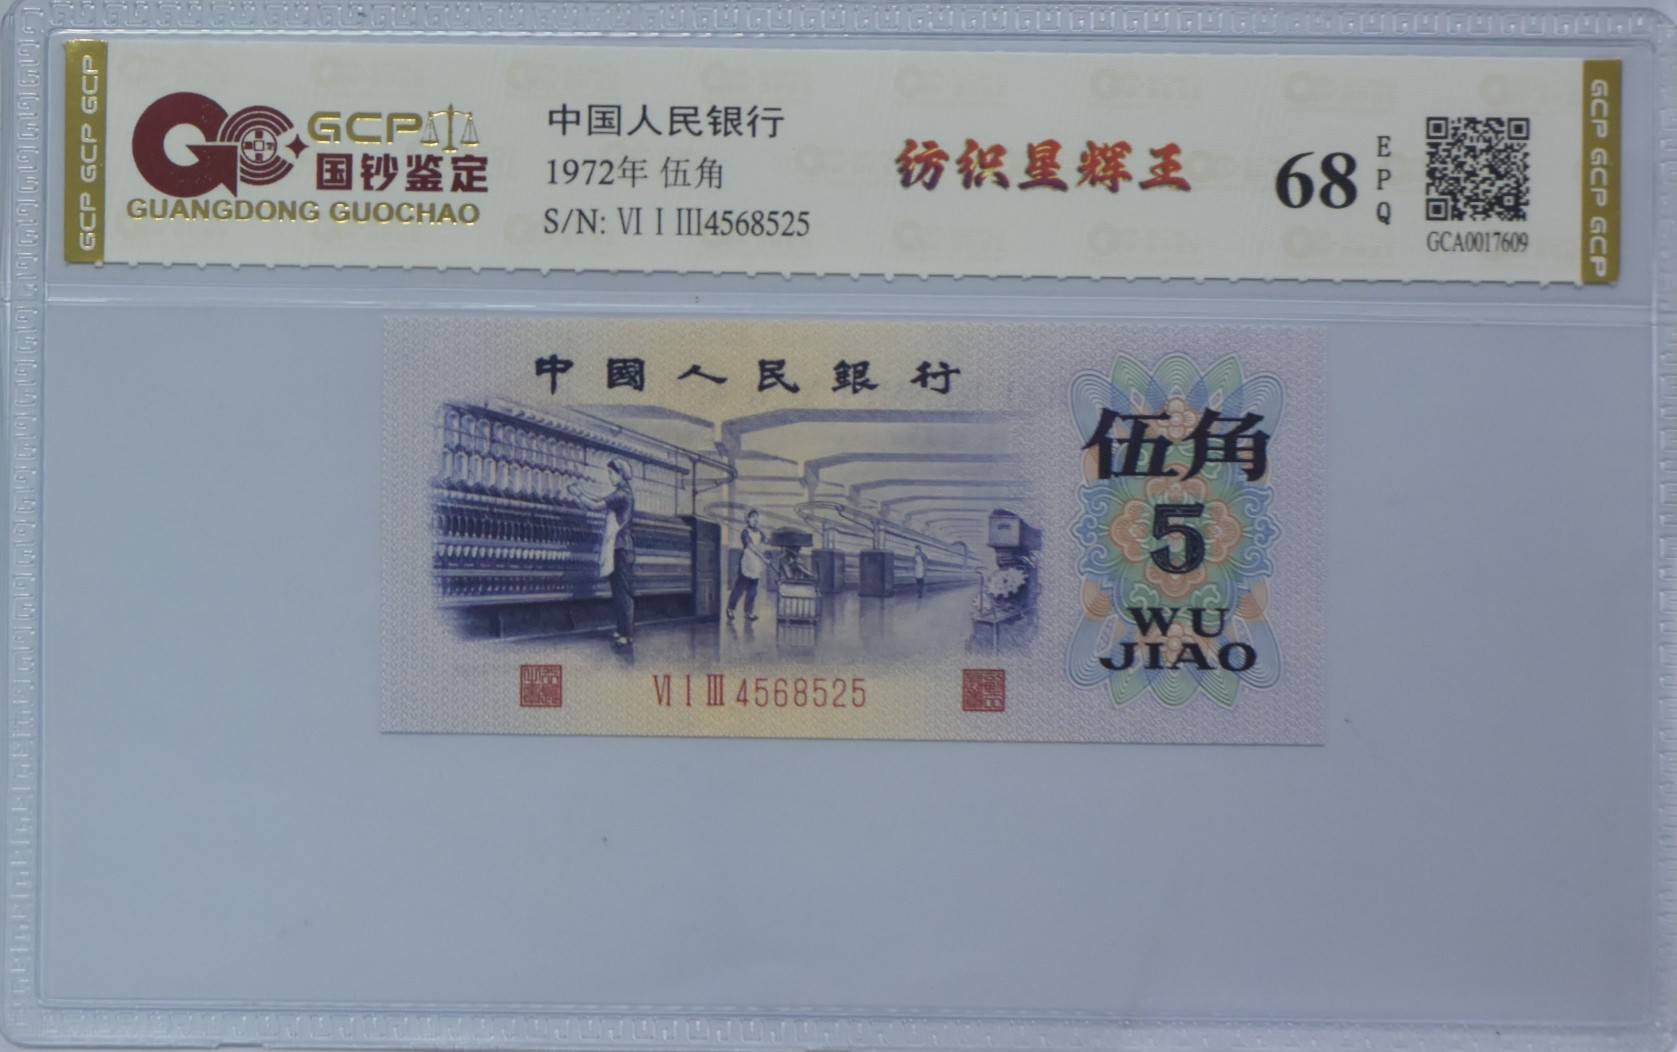 GCP GCP GCP
GCP
国钞鉴定
GUANGDONG GUOCHAO
中国人民银行
1972年 伍角
S/N: VI I III4568525
纺织星辉王
68
EPQ
GCA0017609
GCP GCP GCP GCP
中國人民銀行
伍角
5
WU
JIAO
VI I III 4568525